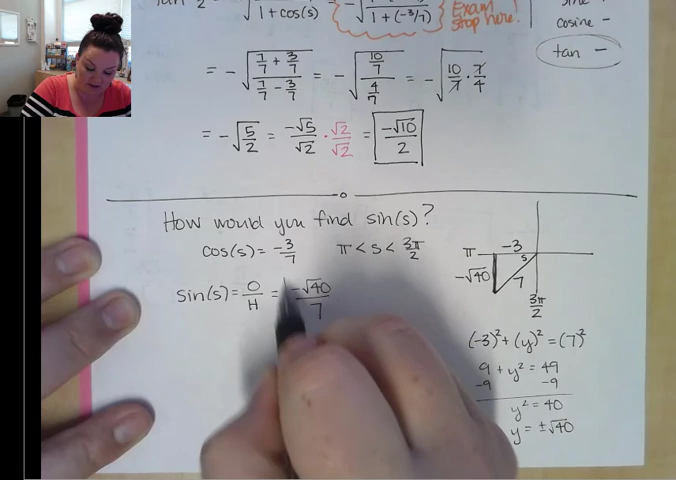 tan 2 = √ / 1 + cos(s) = -√ / 1 + (-3/7) Exam stop here!
cosine -
tan -
= -√((7/7 + 3/7)/(7/7 - 3/7)) = -√((10/7)/(4/7)) = -√(10/7 · 7/4)
= -√(5/2) = -√5/√2 · √2/√2 = -√10/2
How would you find sin(s)?
cos(s) = -3/7 π < s < 3π/2
sin(s) = O/H = -√40/7
π -3
s
-√40 7
3π/2
(-3)² + (y)² = (7)²
9 + y² = 49
-9 -9
y² = 40
y = ±√40